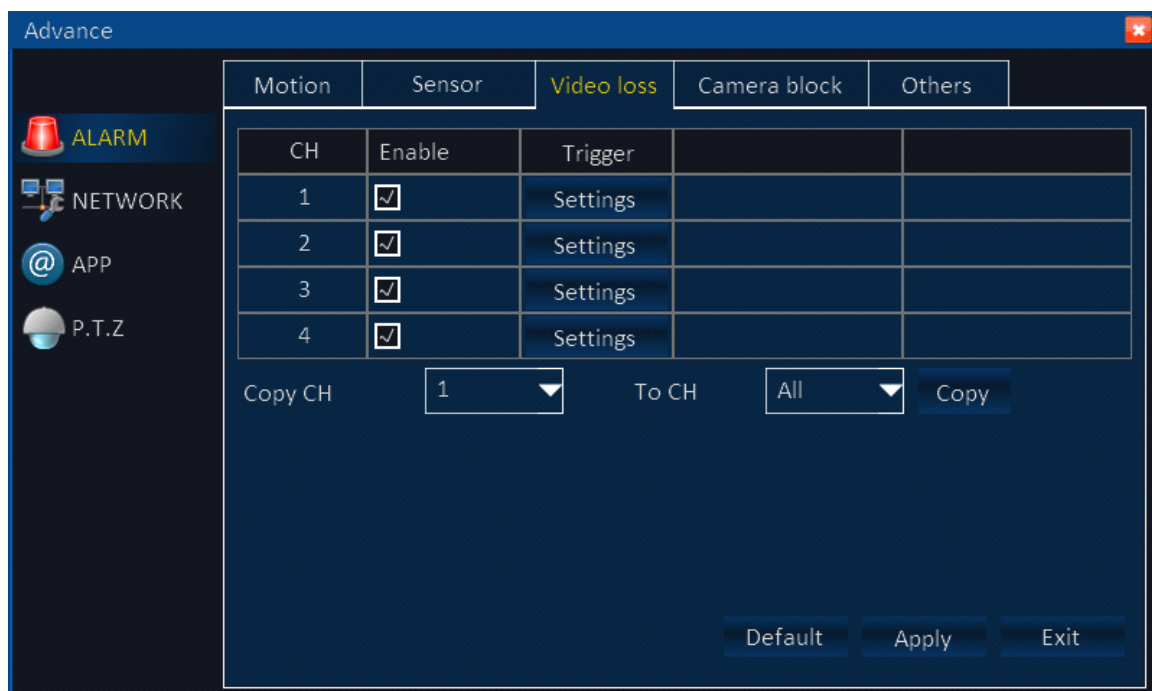 Advance
Motion Sensor Video loss Camera block Others
ALARM
NETWORK
APP
P.T.Z
CH Enable Trigger
1 Settings
2 Settings
3 Settings
4 Settings
Copy CH 1 To CH All Copy
Default Apply Exit